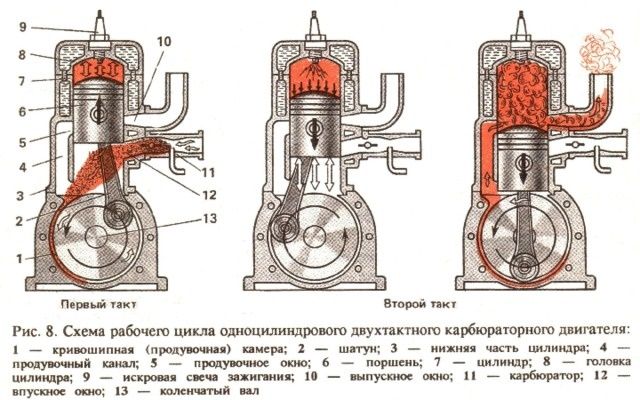 9
8
7
6
5
4
3
2
1
10
11
12
13
Первый такт
Второй такт
Рис. 8. Схема рабочего цикла одноцилиндрового двухтактного карбюраторного двигателя:
1 — кривошипная (продувочная) камера; 2 — шатун; 3 — нижняя часть цилиндра; 4 —
продувочный канал; 5 — продувочное окно; 6 — поршень; 7 — цилиндр; 8 — головка
цилиндра; 9 — искровая свеча зажигания; 10 — выпускное окно; 11 — карбюратор; 12 —
впускное окно; 13 — коленчатый вал